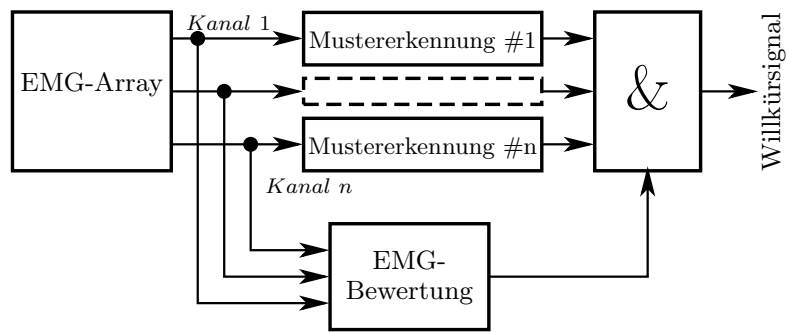 Kanal 1
Mustererkennung #1
EMG-Array
&
Willkürsignal
Mustererkennung #n
Kanal n
EMG-
Bewertung